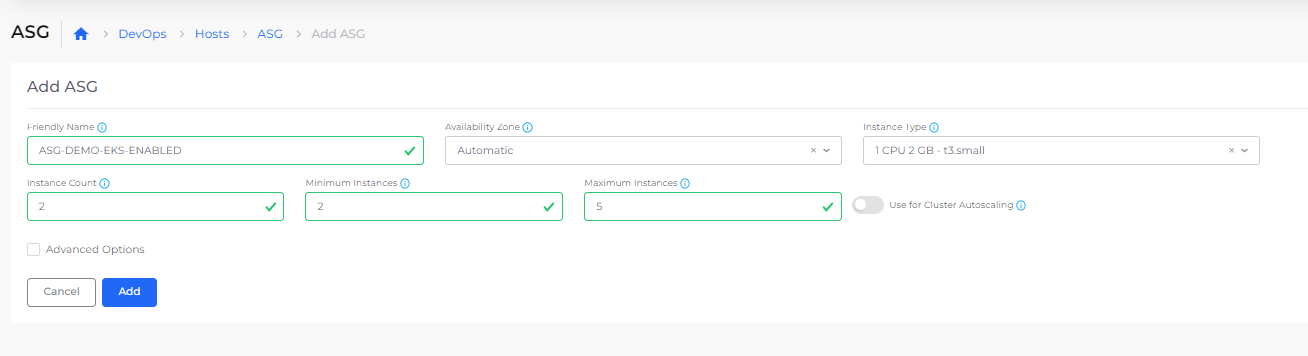 ASG DevOps Hosts ASG Add ASG
Add ASG
Friendly Name Availability Zone Instance Type
ASG-DEMO-EKS-ENABLED Automatic 1 CPU 2 GB - t3.small
Instance Count Minimum Instances Maximum Instances
2 2 5 Use for Cluster Autoscaling
Advanced Options
Cancel Add